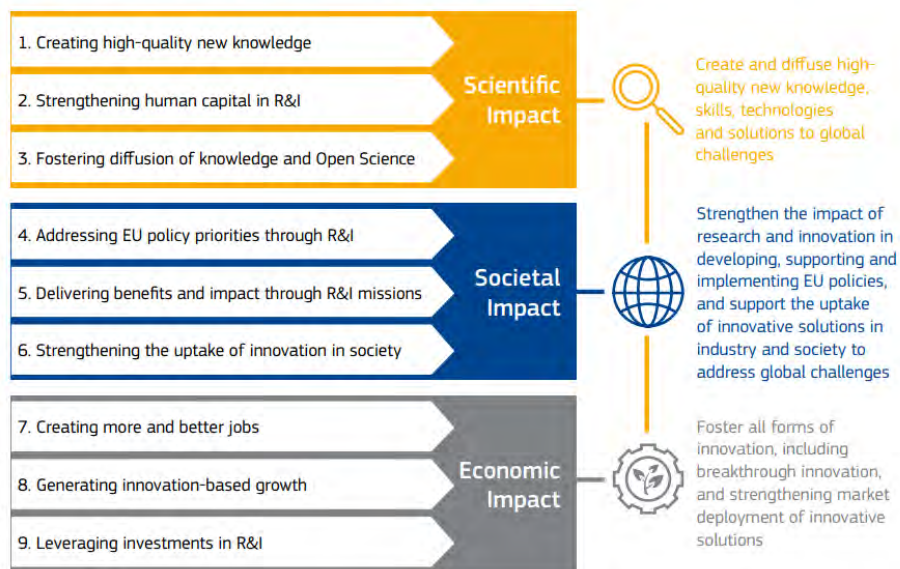 1. Creating high-quality new knowledge
2. Strengthening human capital in R&I
3. Fostering diffusion of knowledge and Open Science
Scientific
Impact
Create and diffuse high-
quality new knowledge,
skills, technologies
and solutions to global
challenges
4. Addressing EU policy priorities through R&I
5. Delivering benefits and impact through R&I missions
6. Strengthening the uptake of innovation in society
Societal
Impact
Strengthen the impact of
research and innovation in
developing, supporting and
implementing EU policies,
and support the uptake
of innovative solutions in
industry and society to
address global challenges
7. Creating more and better jobs
8. Generating innovation-based growth
9. Leveraging investments in R&I
Economic
Impact
Foster all forms of
innovation, including
breakthrough innovation,
and strengthening market
deployment of innovative
solutions